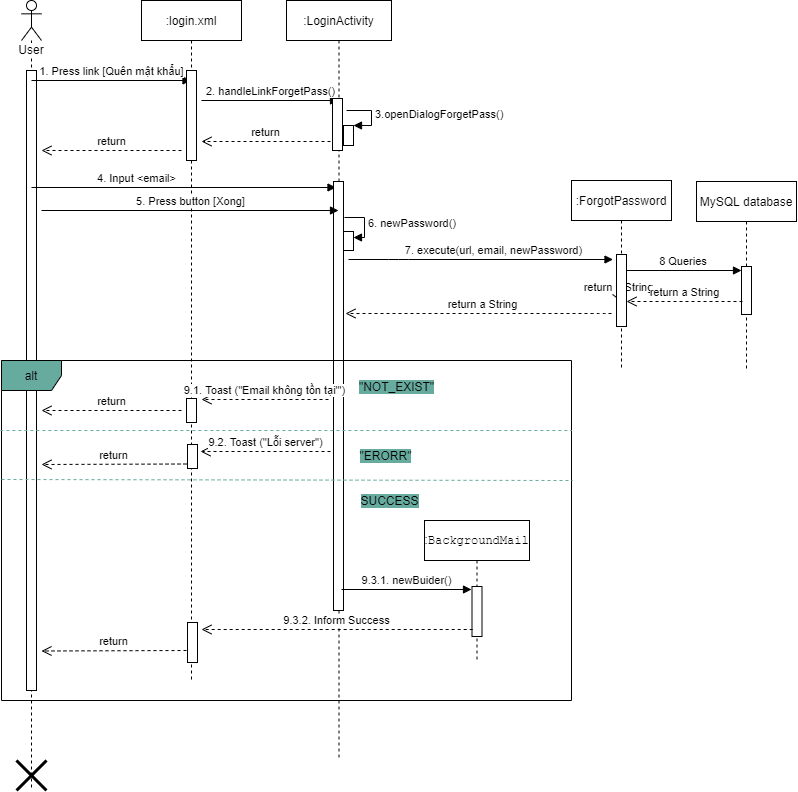 :login.xml
:LoginActivity
User
1. Press link [Quên mật khẩu]
2. handleLinkForgetPass()
3.openDialogForgetPass()
return
return
4. Input <email>
5. Press button [Xong]
:ForgotPassword
MySQL database
6. newPassword()
7. execute(url, email, newPassword)
8 Queries
return
String
return a String
return a String
alt
9.1. Toast ("Email không tồn tại")
"NOT_EXIST"
return
9.2. Toast ("Lỗi server")
"ERORR"
return
SUCCESS
:BackgroundMail
9.3.1. newBuider()
9.3.2. Inform Success
return